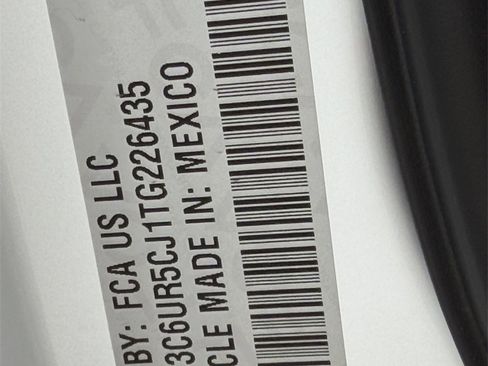 BY: FCA US LLC
3C6UR5CJ1TG226435
CLE MADE IN: MEXICO